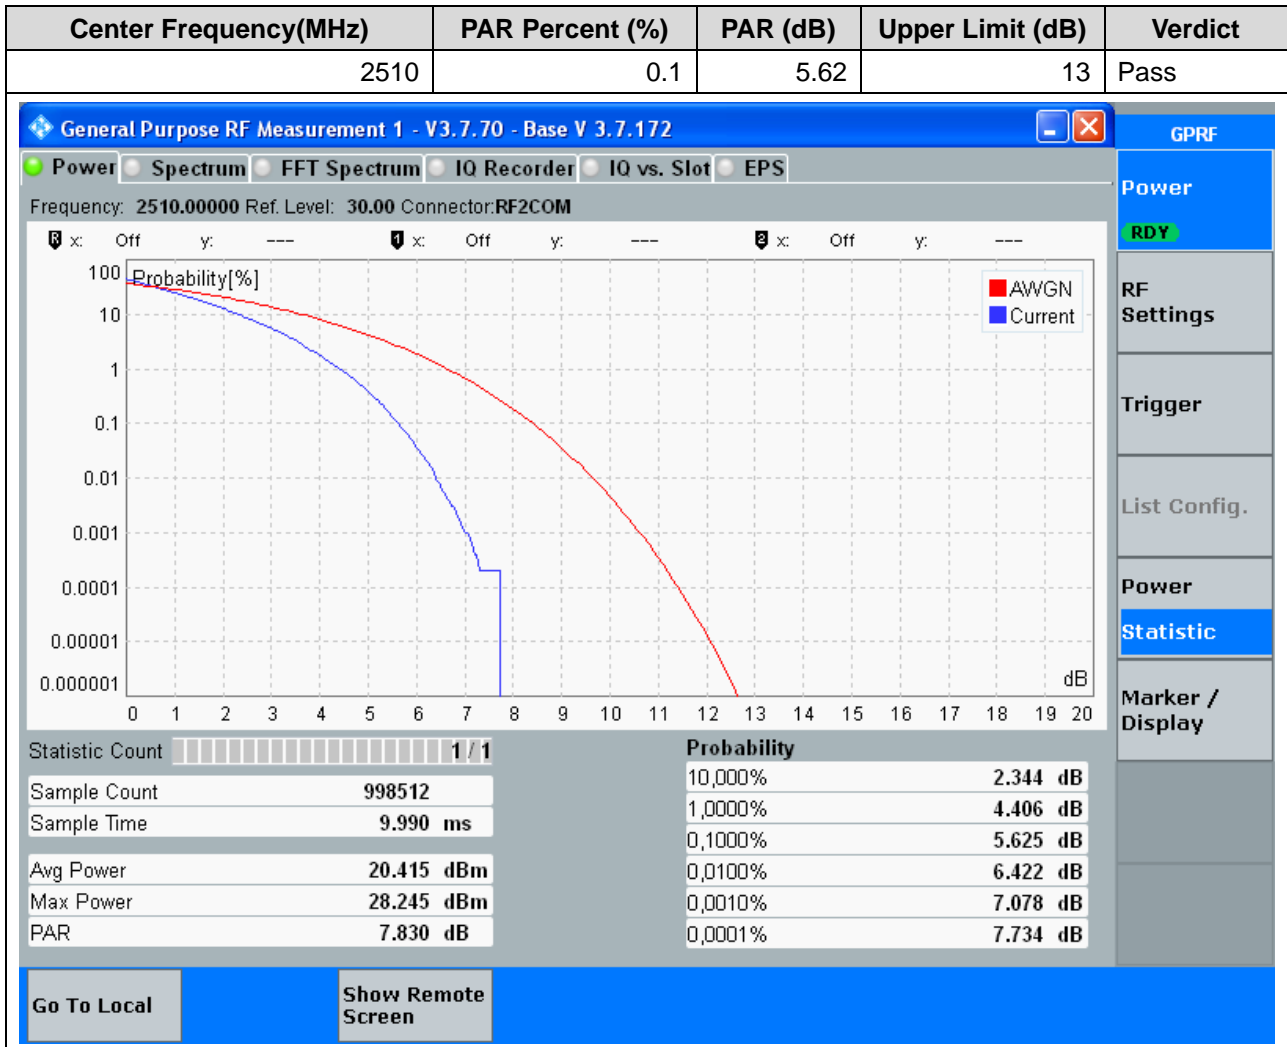 Center Frequency(MHz) PAR Percent (%) PAR (dB) Upper Limit (dB) Verdict
2510 0.1 5.62 13 Pass
General Purpose RF Measurement 1 - V3.7.70 - Base V 3.7.172
GPRF
Power Spectrum FFT Spectrum IQ Recorder IQ vs. Slot EPS
Power
RDY
Frequency: 2510.00000 Ref. Level: 30.00 Connector:RF2COM
R x: Off y: --- 1 x: Off y: --- 2 x: Off y: ---
Probability[%]
AWGN
Current
100
10
1
0.1
0.01
0.001
0.0001
0.00001
0.000001
dB
0 1 2 3 4 5 6 7 8 9 10 11 12 13 14 15 16 17 18 19 20
RF
Settings
Trigger
List Config.
Power
Statistic
Marker /
Display
Statistic Count 1 / 1
Sample Count 998512
Sample Time 9.990 ms
Avg Power 20.415 dBm
Max Power 28.245 dBm
PAR 7.830 dB
Probability
10,000% 2.344 dB
1,0000% 4.406 dB
0,1000% 5.625 dB
0,0100% 6.422 dB
0,0010% 7.078 dB
0,0001% 7.734 dB
Go To Local
Show Remote
Screen